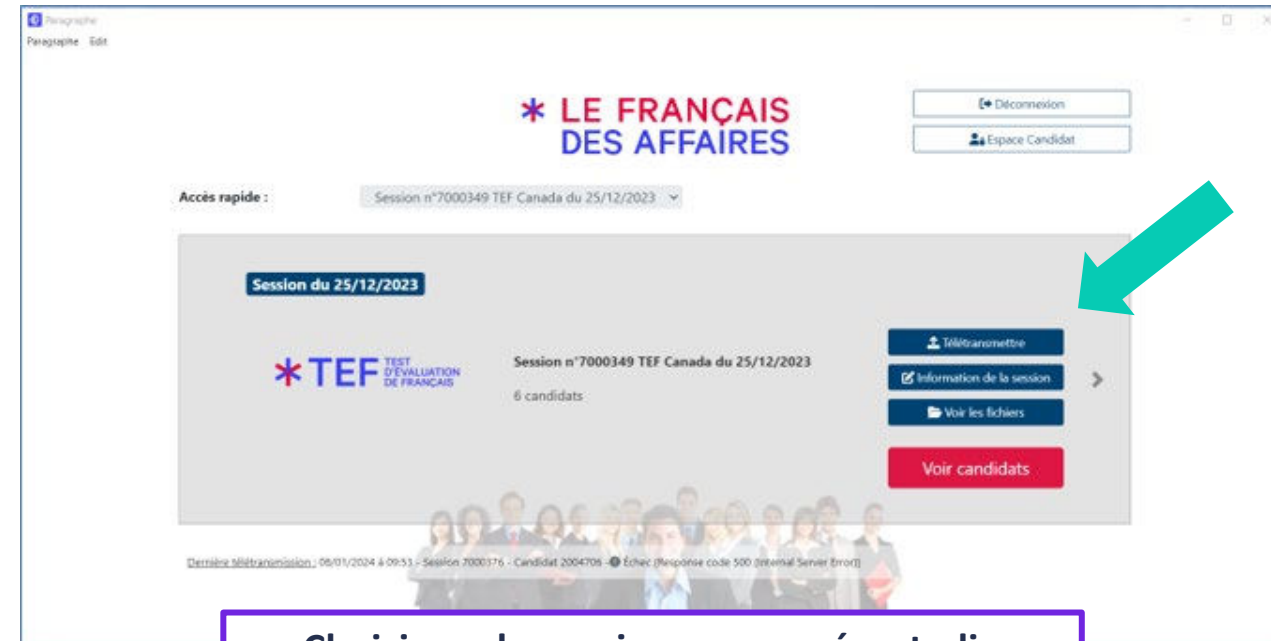 Paragraphe
Paragraphe Edit
* LE FRANÇAIS
DES AFFAIRES
Déconnexion
Espace Candidat
Accès rapide :
Session n°7000349 TEF Canada du 25/12/2023
Session du 25/12/2023
*TEF TEST
D'ÉVALUATION
DE FRANÇAIS
Session n°7000349 TEF Canada du 25/12/2023
6 candidats
Télétransmettre
Information de la session
Voir les fichiers
Voir candidats
Dernière télétransmission : 06/01/2024 à 09:53 - Session 7000376 - Candidat 2004706 - Échec (Response code 500 (Internal Server Error))